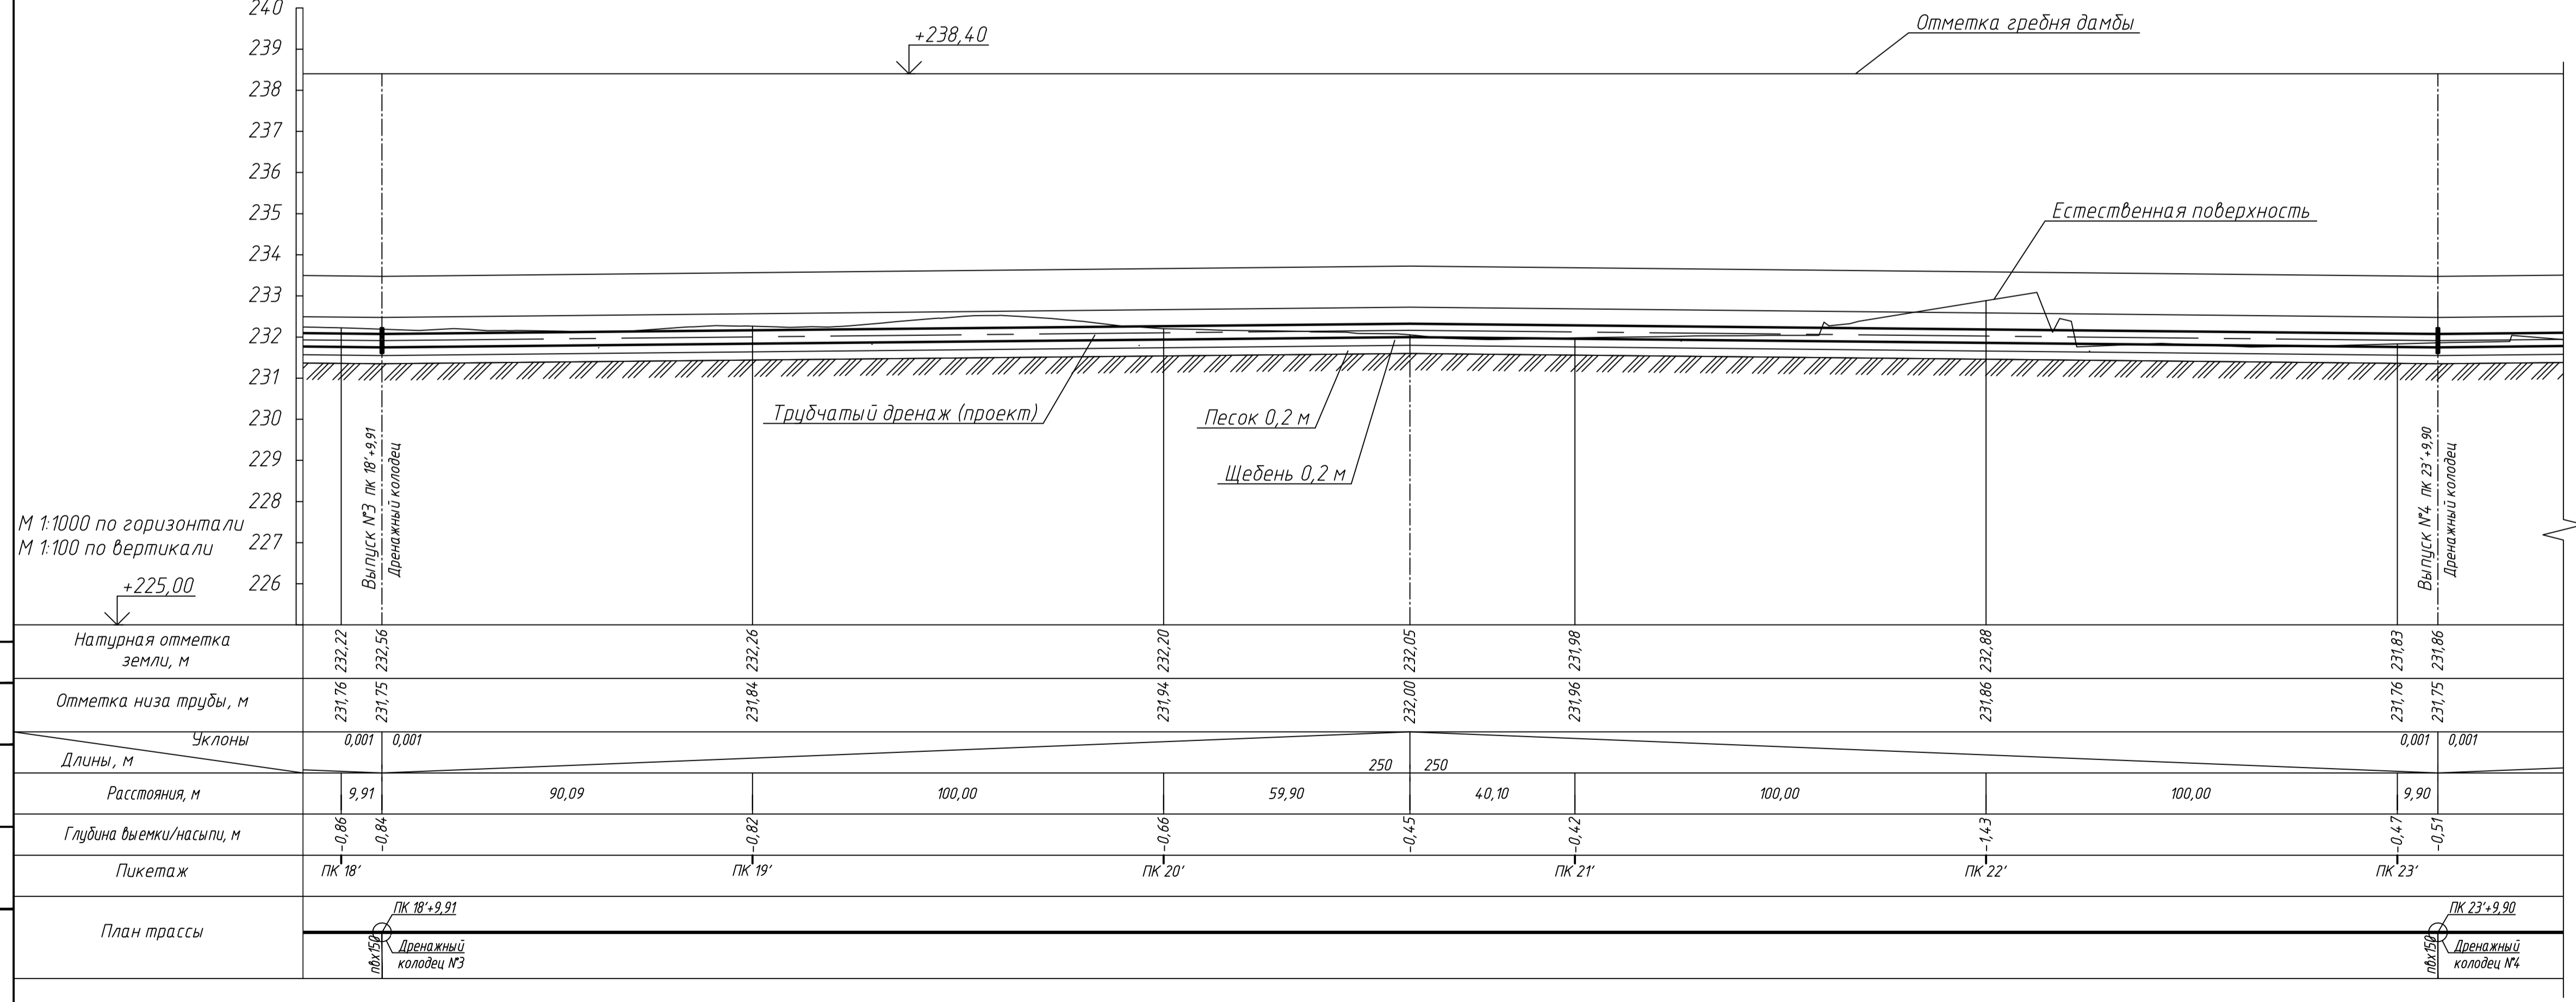 240
239
238
237
236
235
234
233
232
231
230
229
228
227
226
+238,40
Отметка гребня дамбы
Естественная поверхность
Трубчатый дренаж (проект)
Песок 0,2 м
Щебень 0,2 м
Выпуск №3 пк 18'+9,91
Дренажный колодец
Выпуск №4 пк 23'+9,90
Дренажный колодец
М 1:1000 по горизонтали
М 1:100 по вертикали
+225,00
Натурная отметка
земли, м
232,22 232,56 232,26 232,20 232,05 231,98 232,88 231,83 231,86
Отметка низа трубы, м
231,76 231,75 231,84 231,94 232,00 231,96 231,86 231,76 231,75
Уклоны
0,001 0,001 0,001 0,001
Длины, м
250 250
Расстояния, м
9,91 90,09 100,00 59,90 40,10 100,00 100,00 9,90
Глубина выемки/насыпи, м
-0,86 -0,84 -0,82 -0,66 -0,45 -0,42 -1,43 -0,47 -0,51
Пикетаж
ПК 18' ПК 19' ПК 20' ПК 21' ПК 22' ПК 23'
План трассы
ПК 18'+9,91
Дренажный
колодец №3
пвх150
ПК 23'+9,90
Дренажный
колодец №4
пвх150